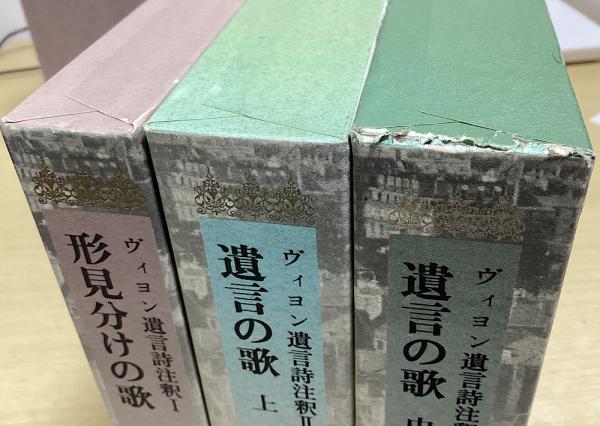 ヴィヨン遺言詩注釈I
形見分けの歌
ヴィヨン遺言詩注釈II
遺言の歌 上
ヴィヨン遺言詩注釈
遺言の歌 中